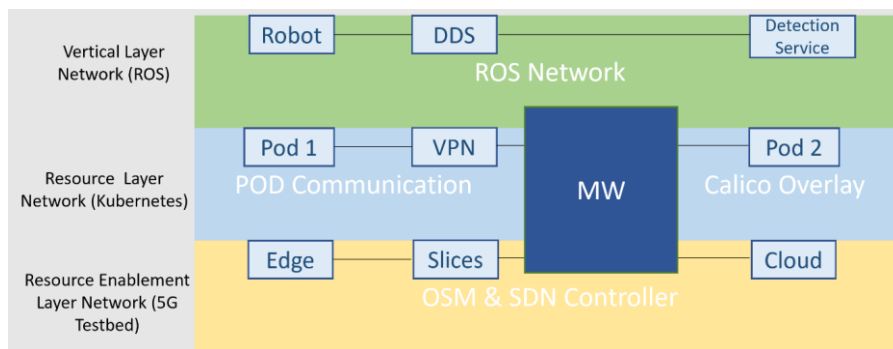 Vertical Layer
Network (ROS)
Robot
DDS
Detection
Service
ROS Network
Resource Layer
Network (Kubernetes)
Pod 1
VPN
MW
Pod 2
POD Communication
Calico Overlay
Resource Enablement
Layer Network (5G
Testbed)
Edge
Slices
Cloud
OSM & SDN Controller